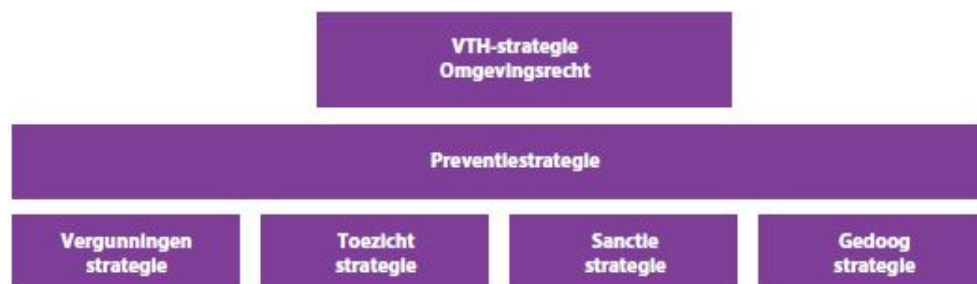 VTH-strategie
Omgevingsrecht
Preventiestrategie
Vergunningen
strategie
Toezicht
strategie
Sanctie
strategie
Gedoog
strategie